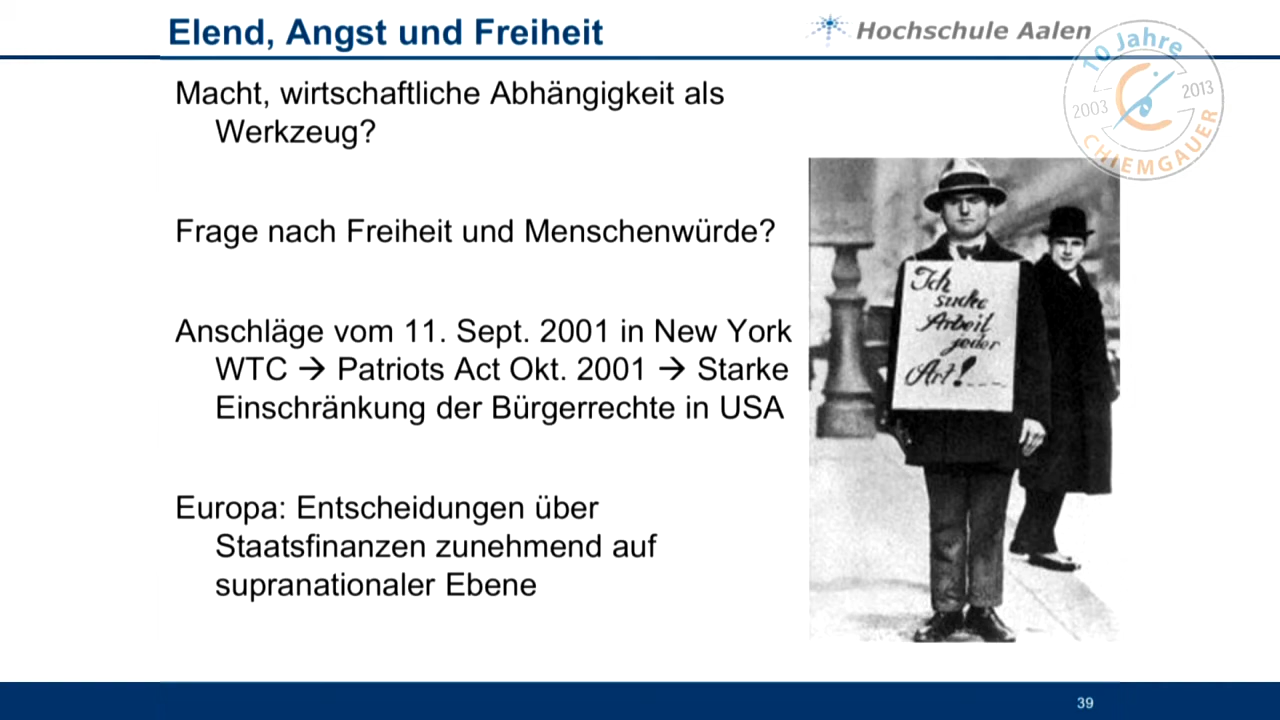 Elend, Angst und Freiheit
Hochschule Aalen
10 Jahre
2003
2013
CHIEMGAUER
Macht, wirtschaftliche Abhängigkeit als
Werkzeug?
Frage nach Freiheit und Menschenwürde?
Anschläge vom 11. Sept. 2001 in New York
WTC → Patriots Act Okt. 2001 → Starke
Einschränkung der Bürgerrechte in USA
Europa: Entscheidungen über
Staatsfinanzen zunehmend auf
supranationaler Ebene
Ich
suche
Arbeit
jeder
Art!
39